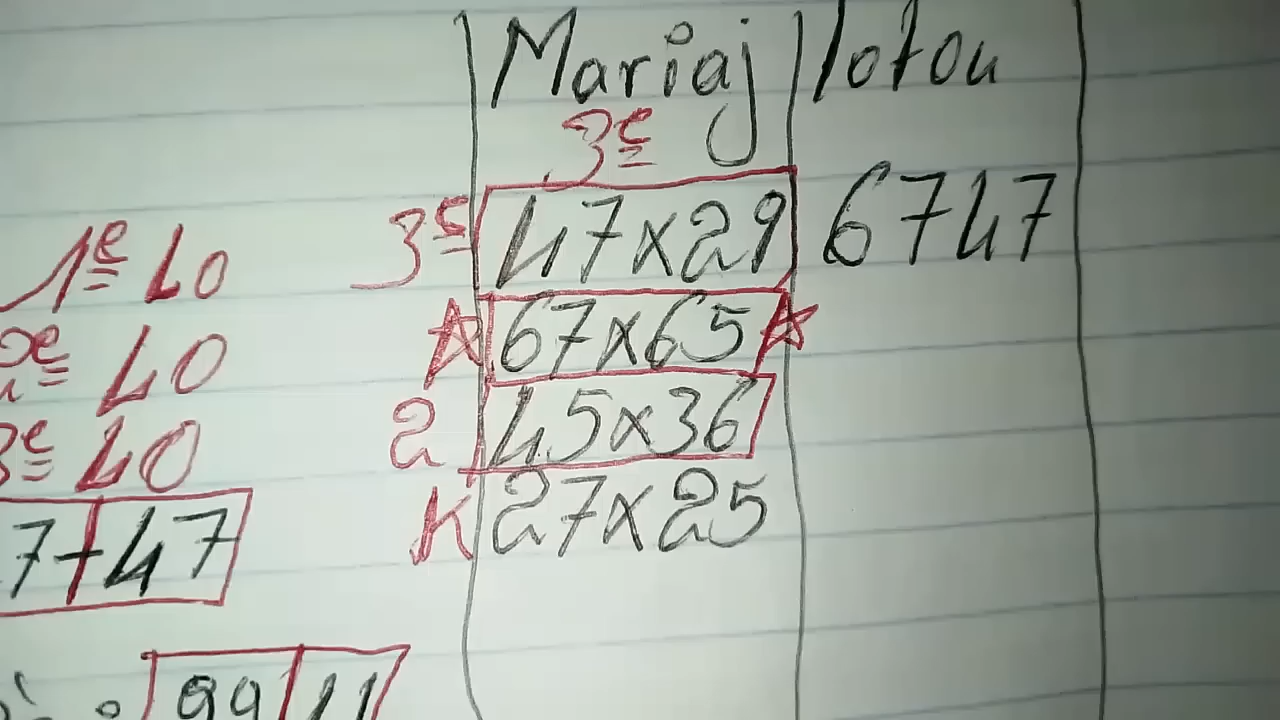 Mariaj lotou
3e
3e 47x29 6747
1e 40
67x65
2e 40
2 45x36
3e 40
K 27x25
7+47
99 11